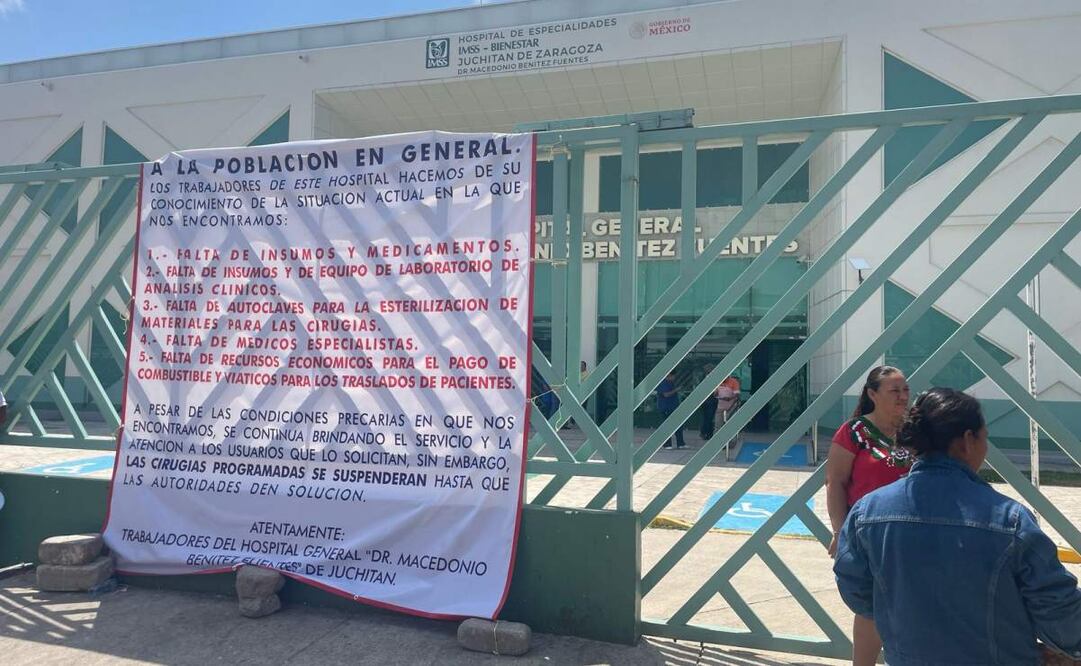 HOSPITAL DE ESPECIALIDADES
IMSS - BIENESTAR
JUCHITAN DE ZARAGOZA
DR MACEDONIO BENITEZ FUENTES
IMSS
GOBIERNO DE
MÉXICO
PITAL GENERAL
NIO BENITEZ FUENTES
A LA POBLACION EN GENERAL.
LOS TRABAJADORES DE ESTE HOSPITAL HACEMOS DE SU
CONOCIMIENTO DE LA SITUACION ACTUAL EN LA QUE
NOS ENCONTRAMOS:
1.- FALTA DE INSUMOS Y MEDICAMENTOS.
2.- FALTA DE INSUMOS Y DE EQUIPO DE LABORATORIO DE
ANALISIS CLINICOS.
3.- FALTA DE AUTOCLAVES PARA LA ESTERILIZACION DE
MATERIALES PARA LAS CIRUGIAS.
4.- FALTA DE MEDICOS ESPECIALISTAS.
5.- FALTA DE RECURSOS ECONOMICOS PARA EL PAGO DE
COMBUSTIBLE Y VIATICOS PARA LOS TRASLADOS DE PACIENTES.
A PESAR DE LAS CONDICIONES PRECARIAS EN QUE NOS
ENCONTRAMOS, SE CONTINUA BRINDANDO EL SERVICIO Y LA
ATENCION A LOS USUARIOS QUE LO SOLICITAN, SIN EMBARGO,
LAS CIRUGIAS PROGRAMADAS SE SUSPENDERAN HASTA QUE
LAS AUTORIDADES DEN SOLUCION.
ATENTAMENTE:
TRABAJADORES DEL HOSPITAL GENERAL "DR. MACEDONIO
BENITEZ FUENTES" DE JUCHITAN.